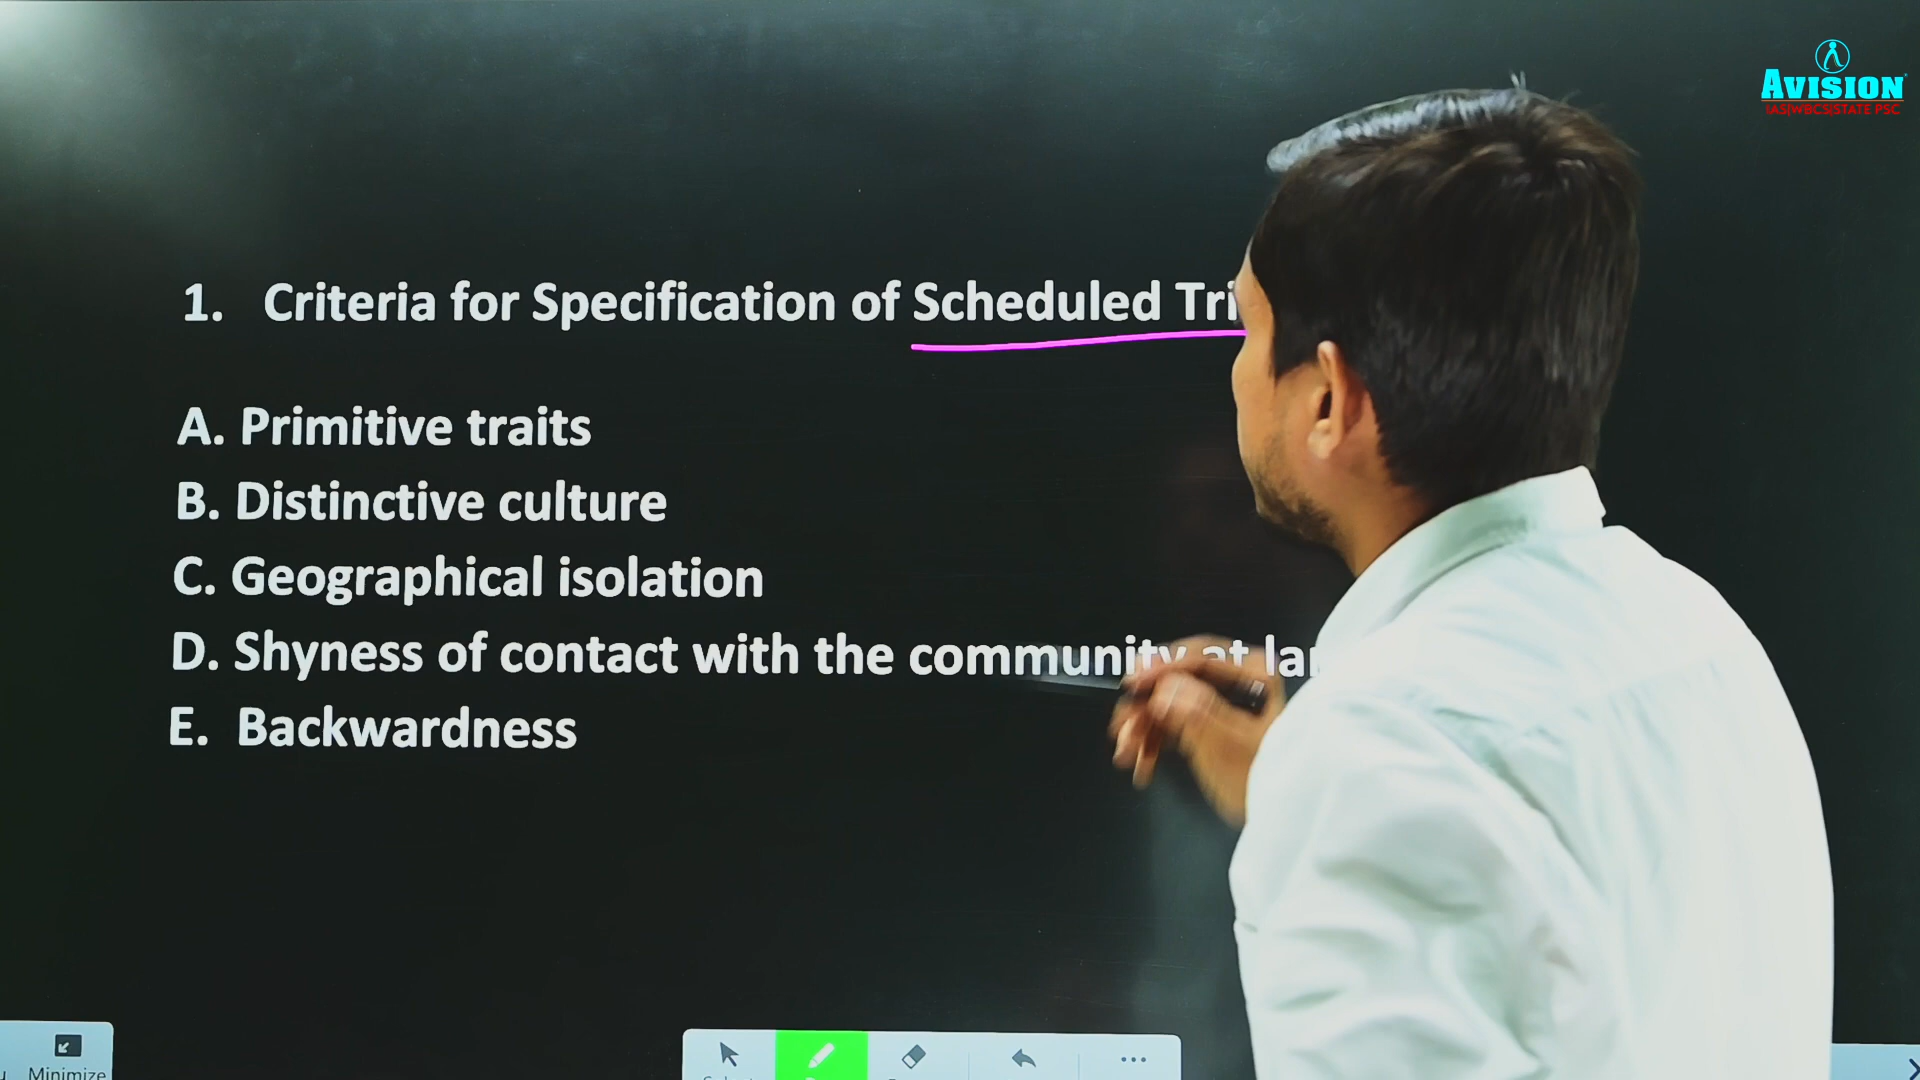 AVISION
IAS|WBCS|STATE PSC
1. Criteria for Specification of Scheduled Tri
A. Primitive traits
B. Distinctive culture
C. Geographical isolation
D. Shyness of contact with the community at
E. Backwardness
Minimize